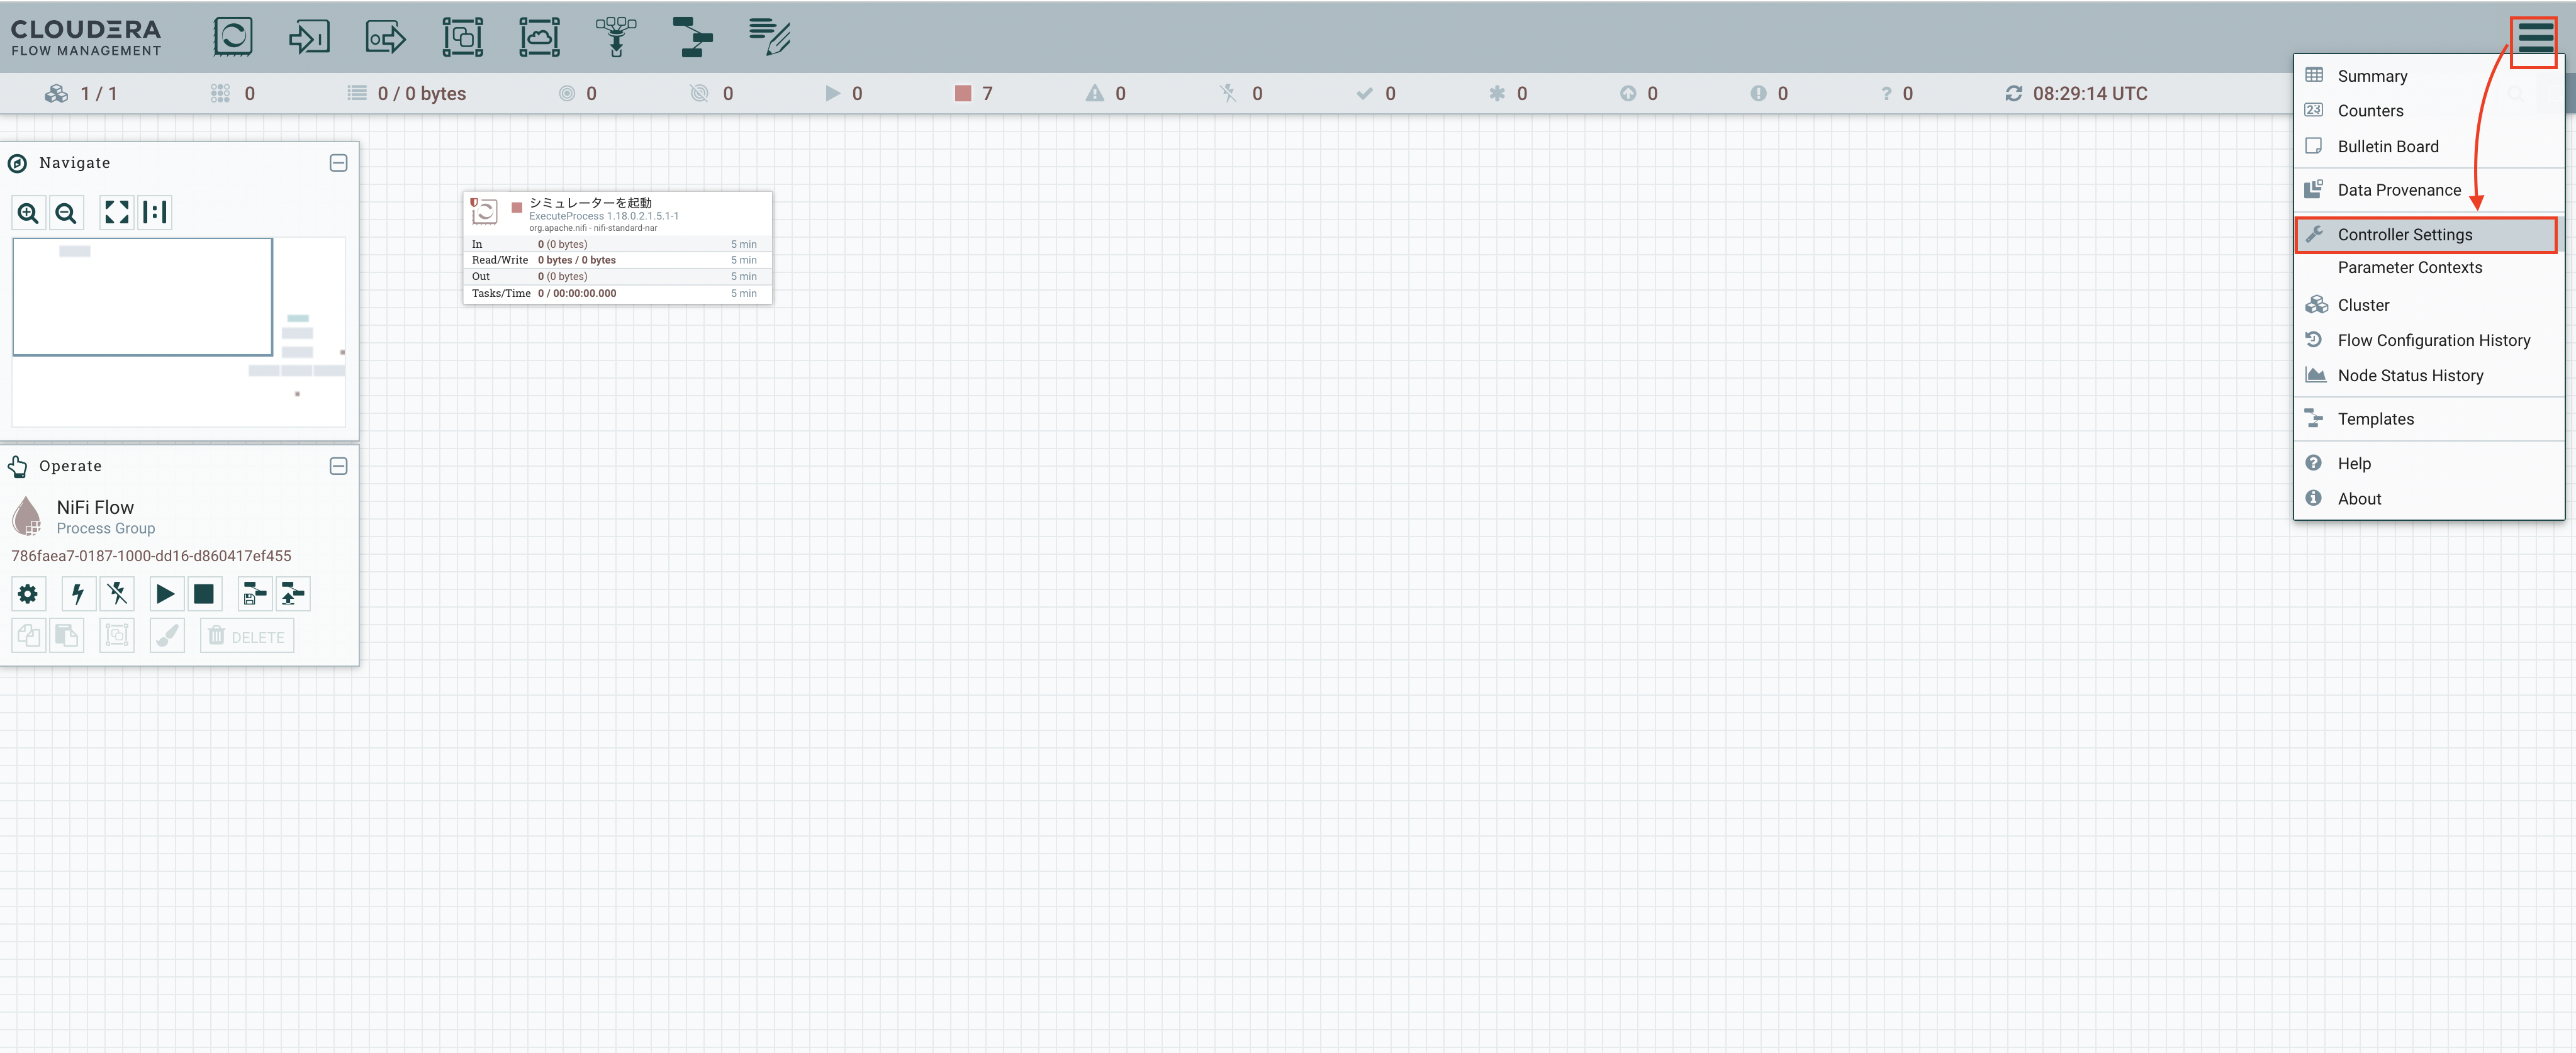 CLOUDERA
FLOW MANAGEMENT
1 / 1
0
0 / 0 bytes
0
0
0
7
0
0
0
0
0
0
? 0
08:29:14 UTC
Summary
23 Counters
Bulletin Board
Data Provenance
Controller Settings
Parameter Contexts
Cluster
Flow Configuration History
Node Status History
Templates
Help
About
Navigate
Operate
NiFi Flow
Process Group
786faea7-0187-1000-dd16-d860417ef455
DELETE
シミュレーターを起動
ExecuteProcess 1.18.0.2.1.5.1-1
org.apache.nifi - nifi-standard-nar
In 0 (0 bytes) 5 min
Read/Write 0 bytes / 0 bytes 5 min
Out 0 (0 bytes) 5 min
Tasks/Time 0 / 00:00:00.000 5 min